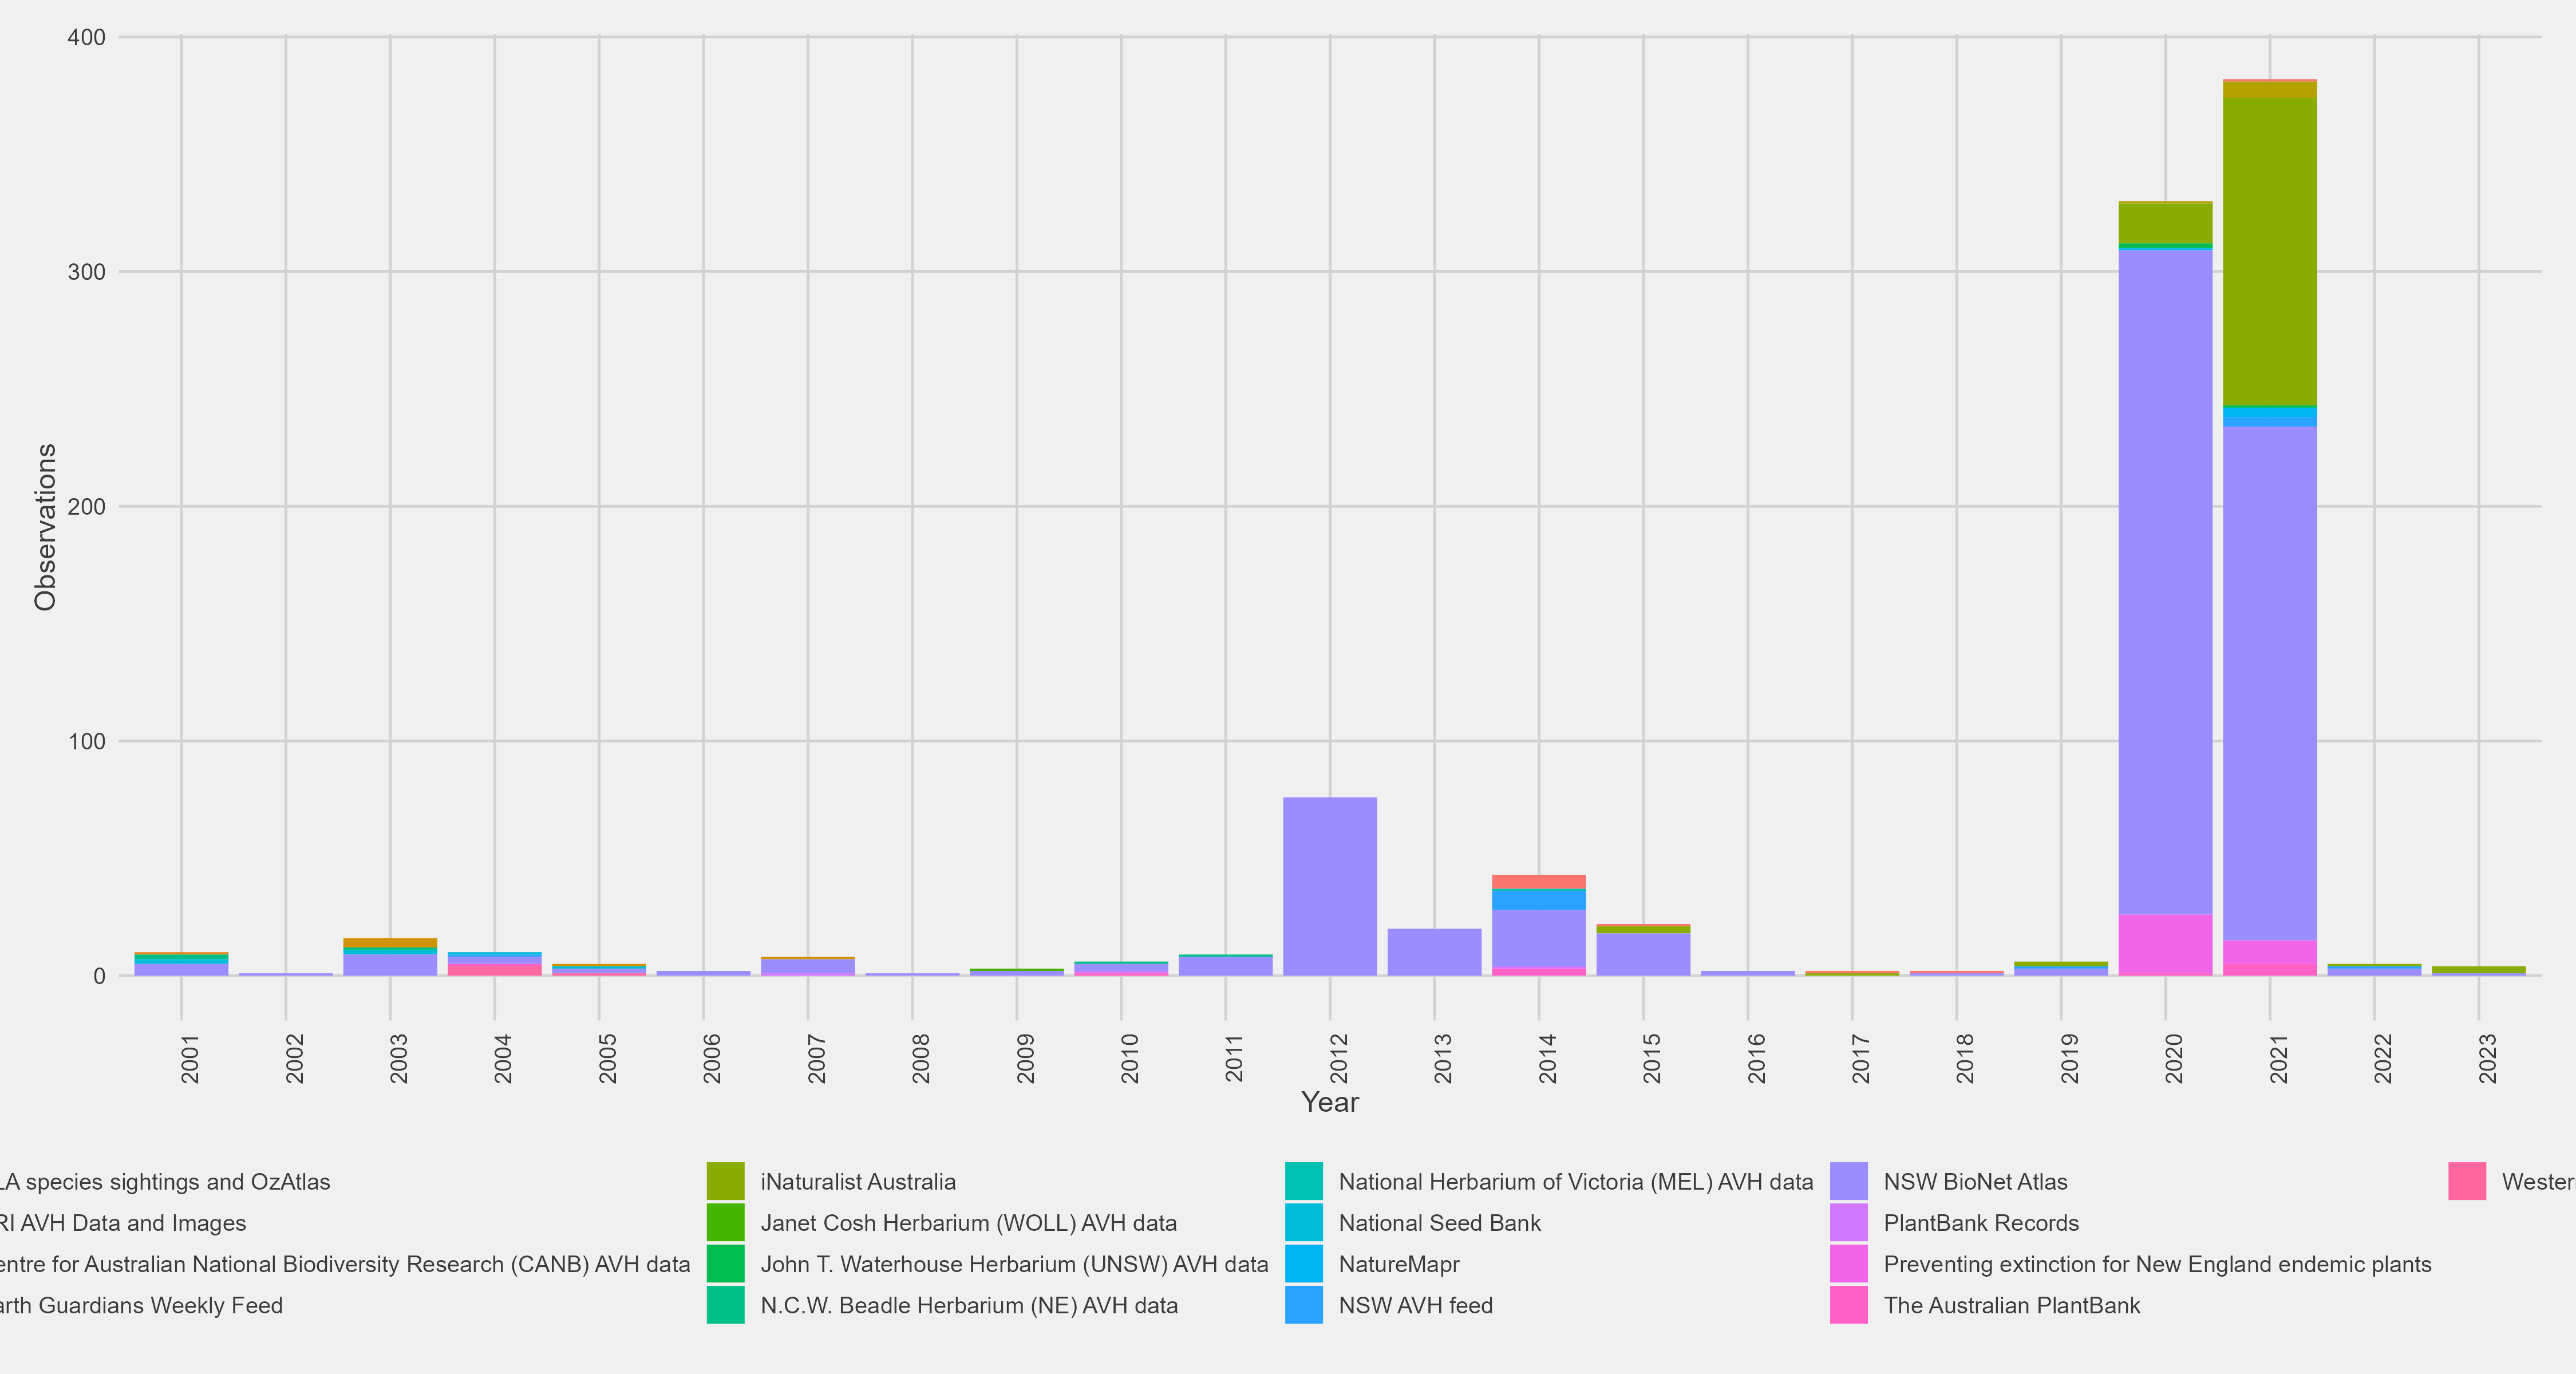 400
300
200
100
0
Observations
2001 2002 2003 2004 2005 2006 2007 2008 2009 2010 2011 2012 2013 2014 2015 2016 2017 2018 2019 2020 2021 2022 2023
Year
LA species sightings and OzAtlas iNaturalist Australia National Herbarium of Victoria (MEL) AVH data NSW BioNet Atlas Wester
RI AVH Data and Images Janet Cosh Herbarium (WOLL) AVH data National Seed Bank PlantBank Records
entre for Australian National Biodiversity Research (CANB) AVH data John T. Waterhouse Herbarium (UNSW) AVH data NatureMapr Preventing extinction for New England endemic plants
arth Guardians Weekly Feed N.C.W. Beadle Herbarium (NE) AVH data NSW AVH feed The Australian PlantBank